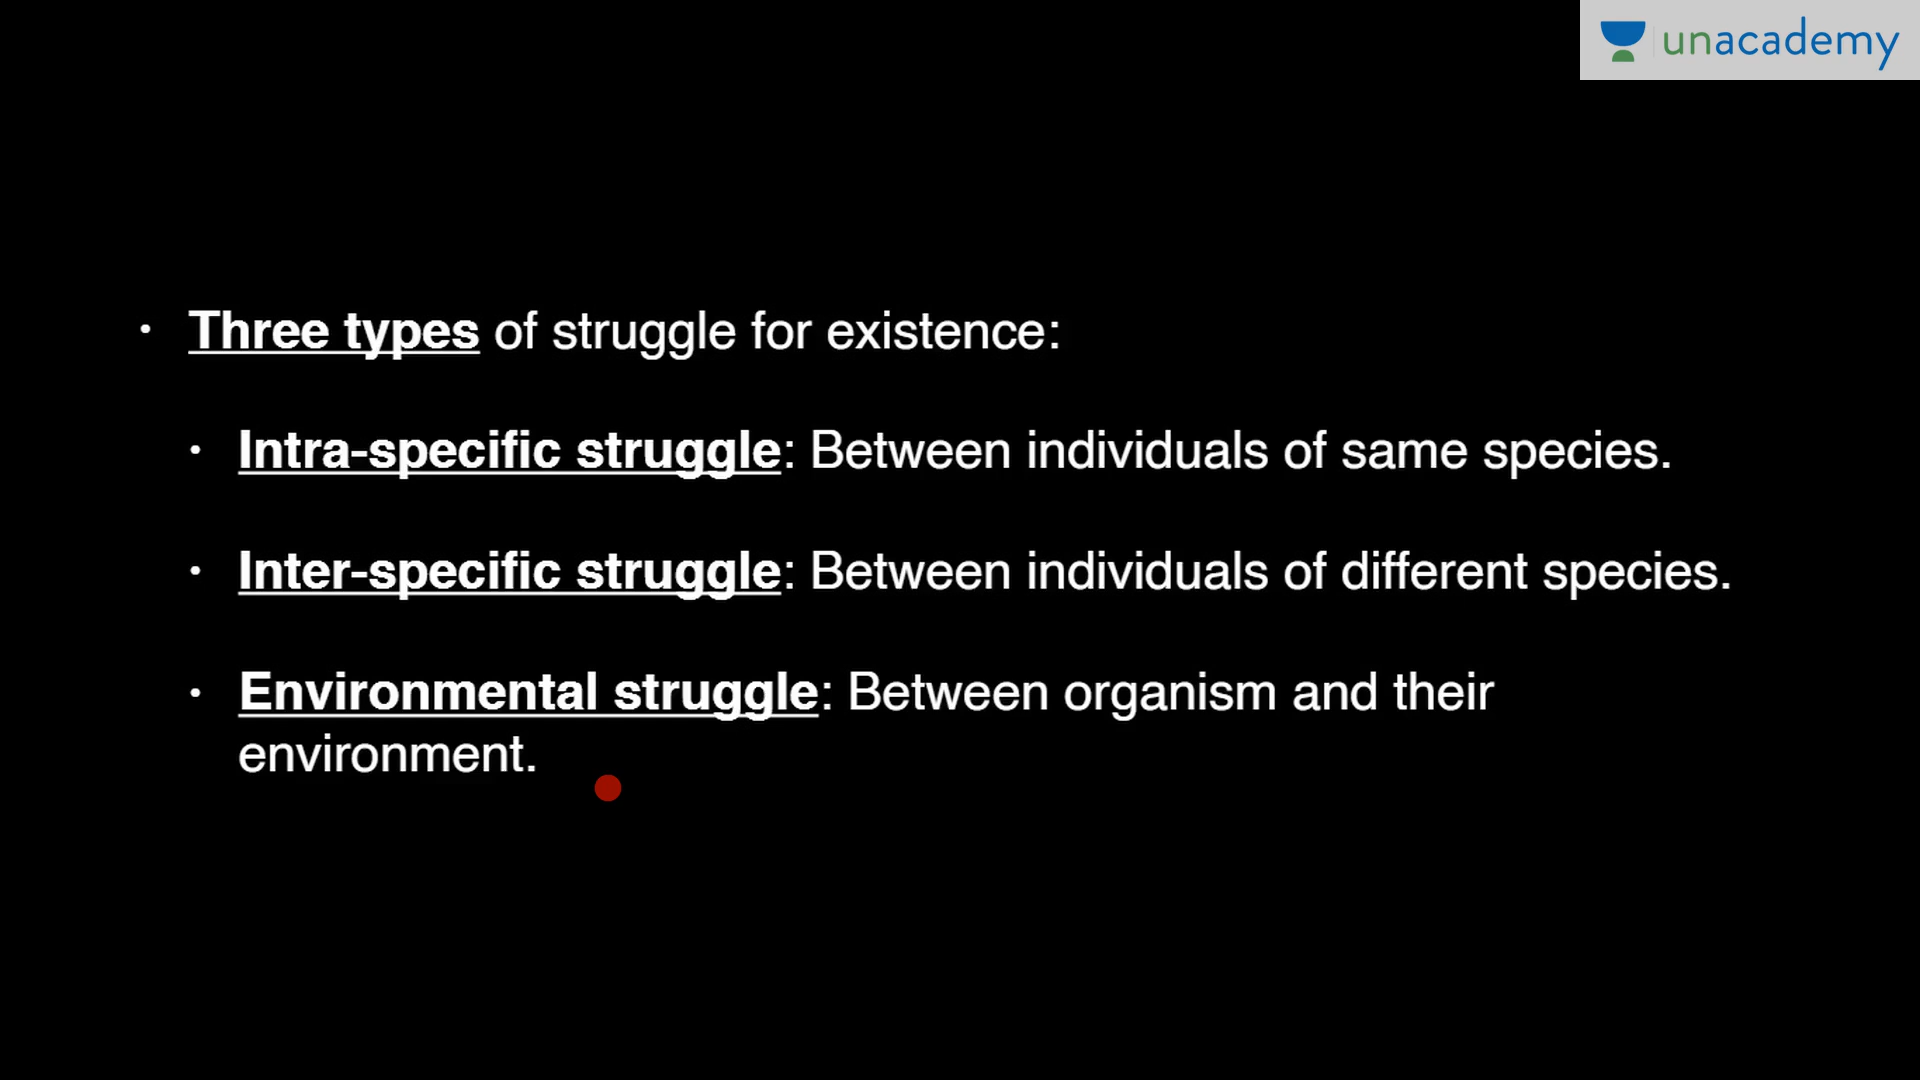 unacademy
• Three types of struggle for existence:
• Intra-specific struggle: Between individuals of same species.
• Inter-specific struggle: Between individuals of different species.
• Environmental struggle: Between organism and their
environment.